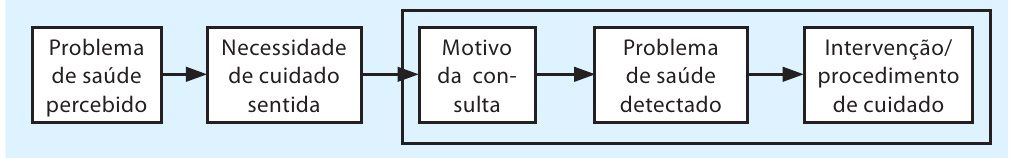 Problema
de saúde
percebido
Necessidade
de cuidado
sentida
Motivo
da con-
sulta
Problema
de saúde
detectado
Intervenção/
procedimento
de cuidado